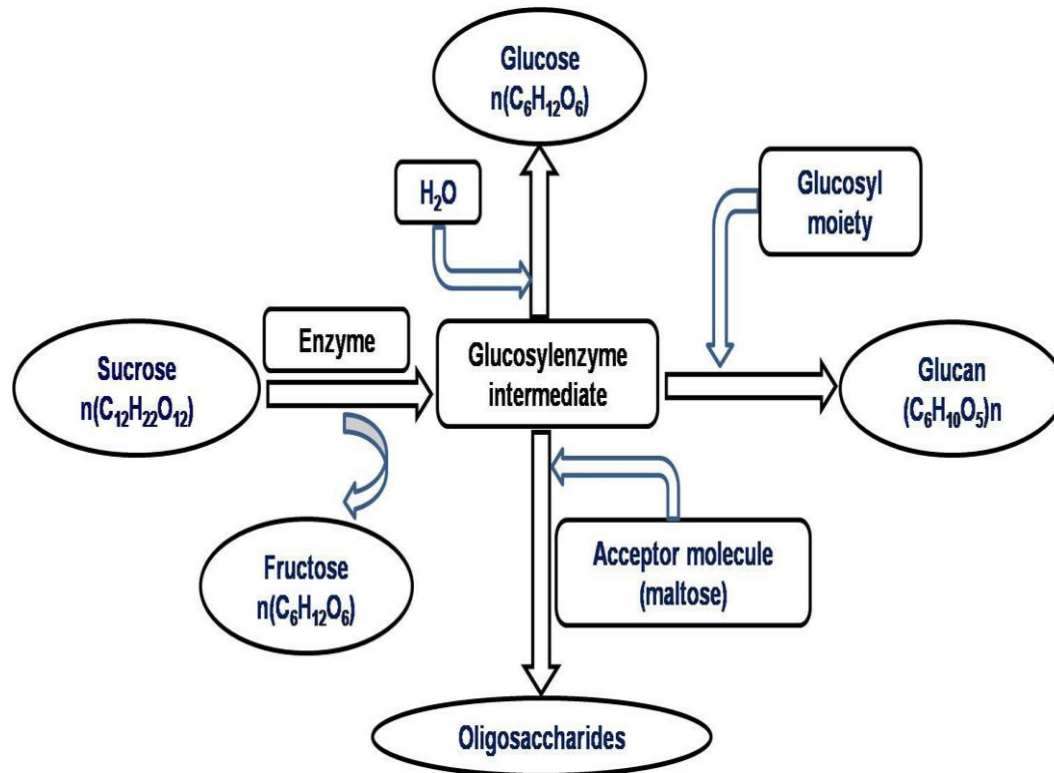 Glucose
n(C₆H₁₂O₆)
H₂O
Glucosyl
moiety
Enzyme
Sucrose
n(C₁₂H₂₂O₁₂)
Glucosylenzyme
intermediate
Glucan
(C₆H₁₀O₅)n
Fructose
n(C₆H₁₂O₆)
Acceptor molecule
(maltose)
Oligosaccharides